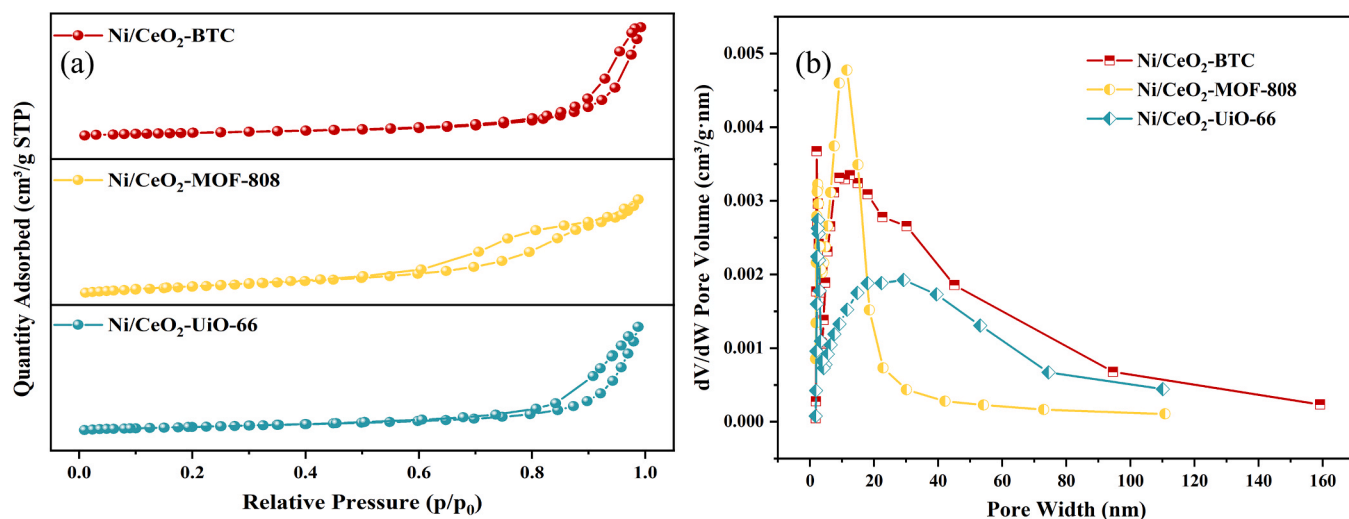 (a)
Ni/CeO₂-BTC
Ni/CeO₂-MOF-808
Ni/CeO₂-UiO-66
Quantity Adsorbed (cm³/g STP)
0.0 0.2 0.4 0.6 0.8 1.0
Relative Pressure (p/p₀)
(b)
Ni/CeO₂-BTC
Ni/CeO₂-MOF-808
Ni/CeO₂-UiO-66
dV/dW Pore Volume (cm³/g·nm)
0.005
0.004
0.003
0.002
0.001
0.000
0 20 40 60 80 100 120 140 160
Pore Width (nm)